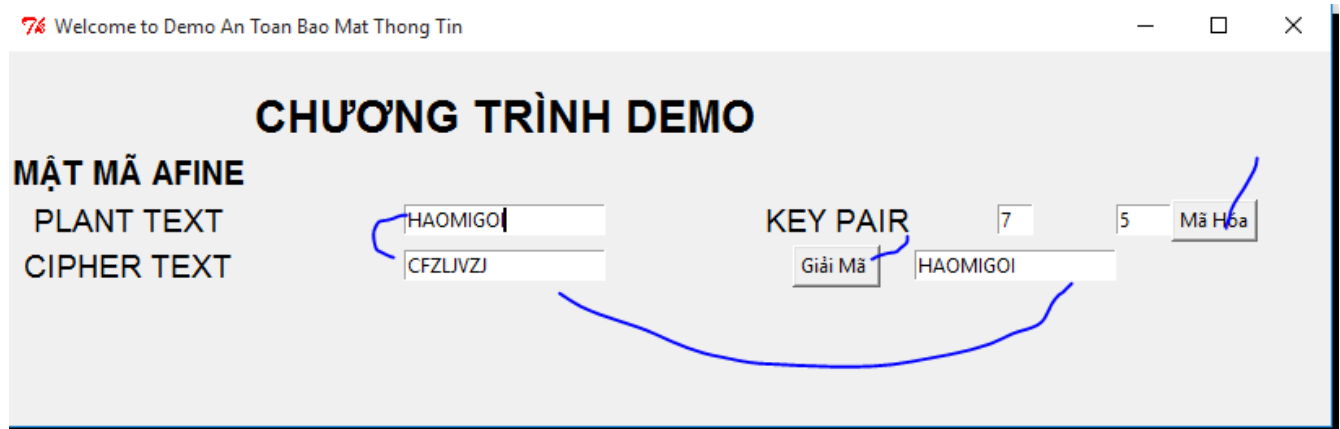 Welcome to Demo An Toan Bao Mat Thong Tin
CHƯƠNG TRÌNH DEMO
MẬT MÃ AFINE
PLANT TEXT HAOMIGOI KEY PAIR 7 5 Mã Hóa
CIPHER TEXT CFZLJVZJ Giải Mã HAOMIGOI